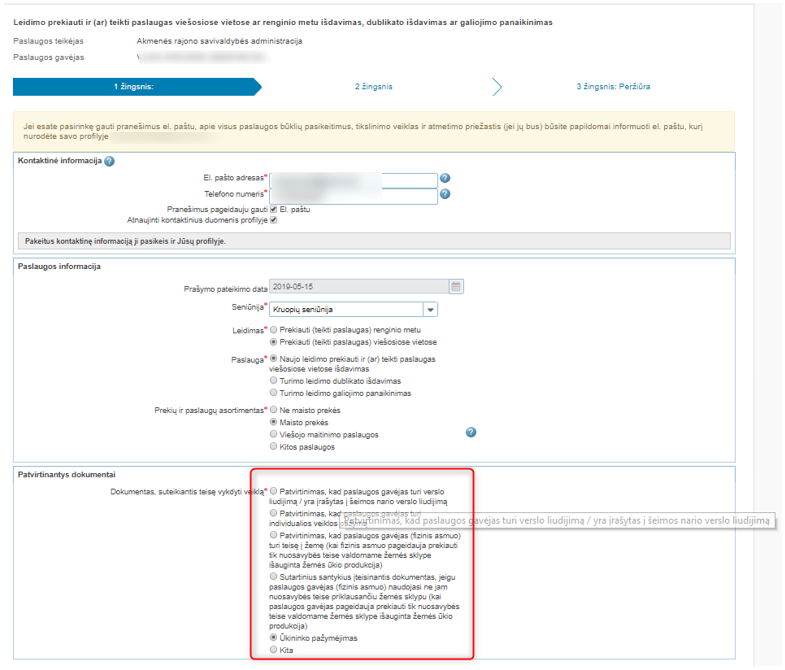 Leidimo prekiauti ir (ar) teikti paslaugas viešosiose vietose ar renginio metu išdavimas, dublikato išdavimas ar galiojimo panaikinimas
Paslaugos teikėjas Akmenės rajono savivaldybės administracija
Paslaugos gavėjas
1 žingsnis: 2 žingsnis 3 žingsnis: Peržiūra
Jei esate pasirinkę gauti pranešimus el. paštu, apie visus paslaugos būklių pasikeitimus, tikslinimo veiklas ir atmetimo priežastis (jei jų bus) būsite papildomai informuoti el. paštu, kurį
nurodėte savo profilyje
Kontaktinė informacija
El. pašto adresas*
Telefono numeris*
Pranešimus pageidauju gauti El. paštu
Atnaujinti kontaktinius duomenis profilyje
Pakeitus kontaktinę informaciją ji pasikeis ir Jūsų profilyje.
Paslaugos informacija
Prašymo pateikimo data 2019-05-15
Seniūnija* Kruopių seniūnija
Leidimas* Prekiauti (teikti paslaugas) renginio metu
Prekiauti (teikti paslaugas) viešosiose vietose
Paslauga* Naujo leidimo prekiauti ir (ar) teikti paslaugas
viešosiose vietose išdavimas
Turimo leidimo dublikato išdavimas
Turimo leidimo galiojimo panaikinimas
Prekių ir paslaugų asortimentas* Ne maisto prekės
Maisto prekės
Viešojo maitinimo paslaugos
Kitos paslaugos
Patvirtinantys dokumentai
Dokumentas, suteikiantis teisę vykdyti veiklą* Patvirtinimas, kad paslaugos gavėjas turi verslo
liudijimą / yra įrašytas į šeimos nario verslo liudijimą
Patvirtinimas, kad paslaugos gavėjas turi
individualios veiklos
Patvirtinimas, kad paslaugos gavėjas turi verslo liudijimą / yra įrašytas į šeimos nario verslo liudijimą
Patvirtinimas, kad paslaugos gavėjas (fizinis asmuo)
turi teisę į žemę (kai fizinis asmuo pageidauja prekiauti
tik nuosavybės teise valdomame žemės sklype
išauginta žemės ūkio produkcija)
Sutartinius santykius įteisinantis dokumentas, jeigu
paslaugos gavėjas (fizinis asmuo) naudojasi ne jam
nuosavybės teise priklausančiu žemės sklypu (kai
paslaugos gavėjas pageidauja prekiauti tik nuosavybės
teise valdomame žemės sklype išauginta žemės ūkio
produkcija)
Ūkininko pažymėjimas
Kita